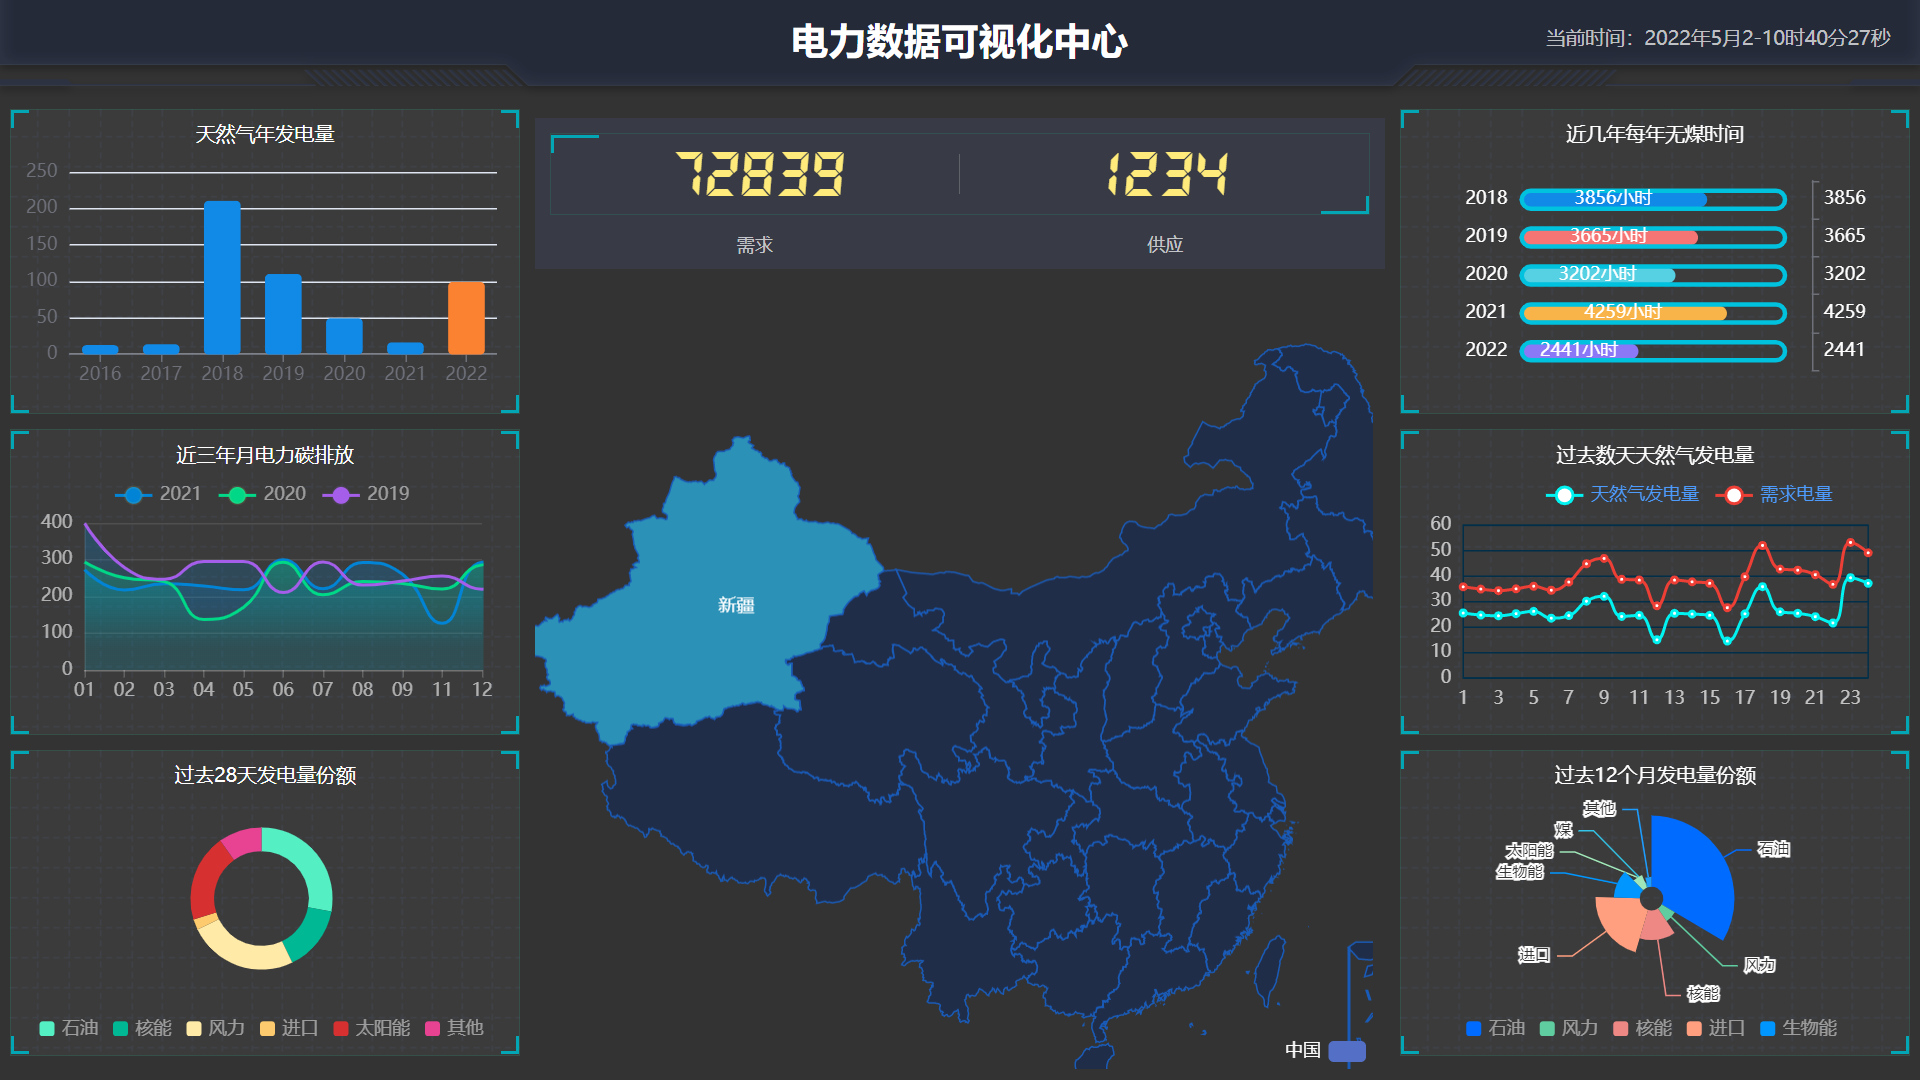 电力数据可视化中心
当前时间：2022年5月2-10时40分27秒
天然气年发电量
250
200
150
100
50
0
2016 2017 2018 2019 2020 2021 2022
近三年月电力碳排放
2021 2020 2019
400
300
200
100
0
01 02 03 04 05 06 07 08 09 11 12
过去28天发电量份额
石油 核能 风力 进口 太阳能 其他
72839 1234
需求 供应
新疆
中国
近几年每年无煤时间
2018 3856小时 3856
2019 3665小时 3665
2020 3202小时 3202
2021 4259小时 4259
2022 2441小时 2441
过去数天天然气发电量
天然气发电量 需求电量
60
50
40
30
20
10
0
1 3 5 7 9 11 13 15 17 19 21 23
过去12个月发电量份额
其他
煤
太阳能
石油
生物能
进口
风力
核能
石油 风力 核能 进口 生物能